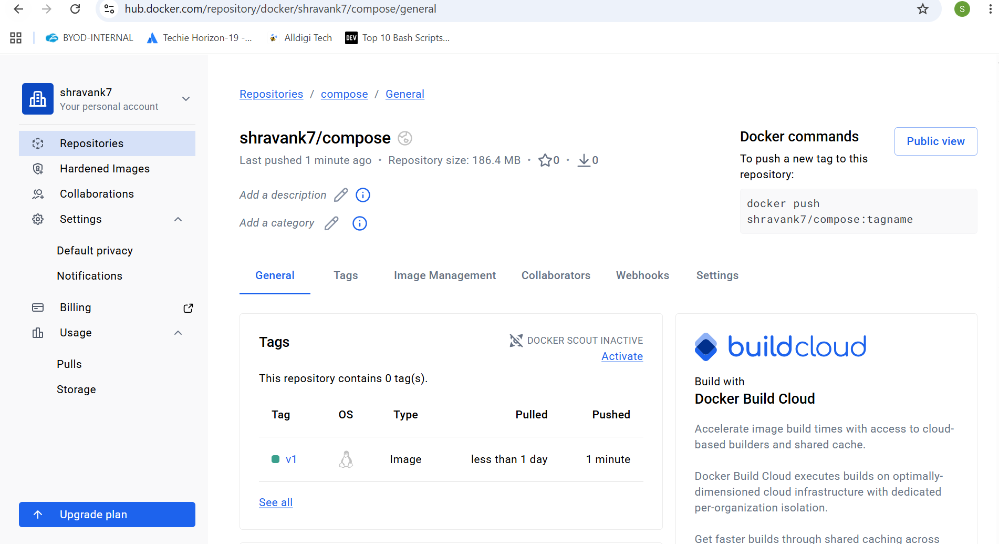 hub.docker.com/repository/docker/shravank7/compose/general
S
BYOD-INTERNAL
Techie Horizon-19 -...
Alldigi Tech
DEV
Top 10 Bash Scripts...
shravank7
Your personal account
Repositories
Hardened Images
Collaborations
Settings
Default privacy
Notifications
Billing
Usage
Pulls
Storage
Upgrade plan
Repositories / compose / General
shravank7/compose
Last pushed 1 minute ago • Repository size: 186.4 MB • 0 • 0
Add a description
Add a category
Docker commands
Public view
To push a new tag to this
repository:
docker push
shravank7/compose:tagname
General Tags Image Management Collaborators Webhooks Settings
Tags
DOCKER SCOUT INACTIVE
Activate
This repository contains 0 tag(s).
Tag OS Type Pulled Pushed
v1 Image less than 1 day 1 minute
See all
buildcloud
Build with
Docker Build Cloud
Accelerate image build times with access to cloud-
based builders and shared cache.
Docker Build Cloud executes builds on optimally-
dimensioned cloud infrastructure with dedicated
per-organization isolation.
Get faster builds through shared caching across